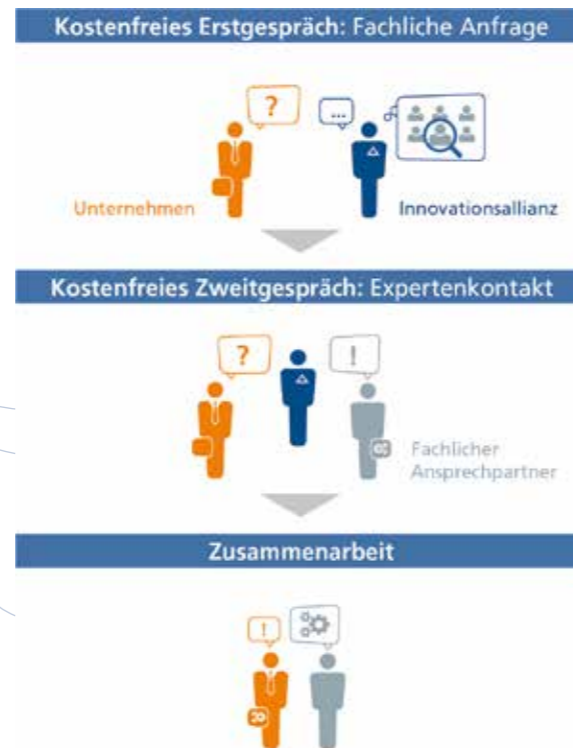 Kostenfreies Erstgespräch: Fachliche Anfrage
?
...
Unternehmen
Innovationsallianz
Kostenfreies Zweitgespräch: Expertenkontakt
?
!
Fachlicher
Ansprechpartner
Zusammenarbeit
!